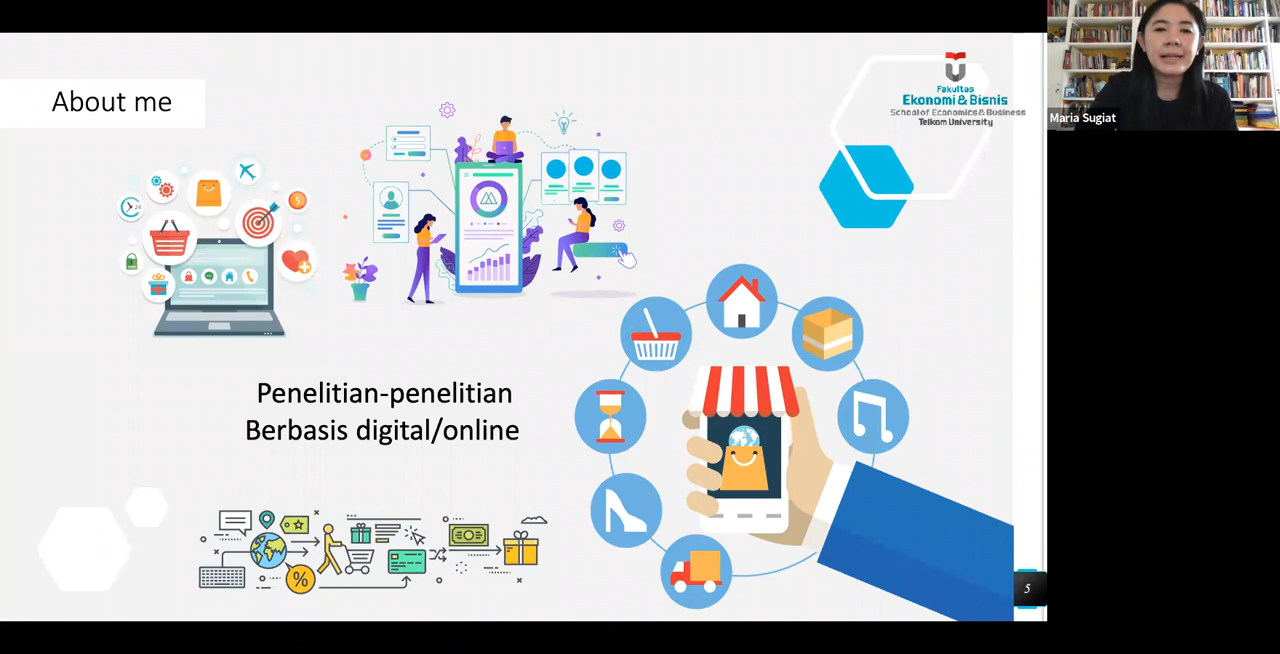 About me
Fakultas
Ekonomi & Bisnis
School of Economics & Business
Telkom University
Maria Sugiat
24
$
Penelitian-penelitian
Berbasis digital/online
%
5